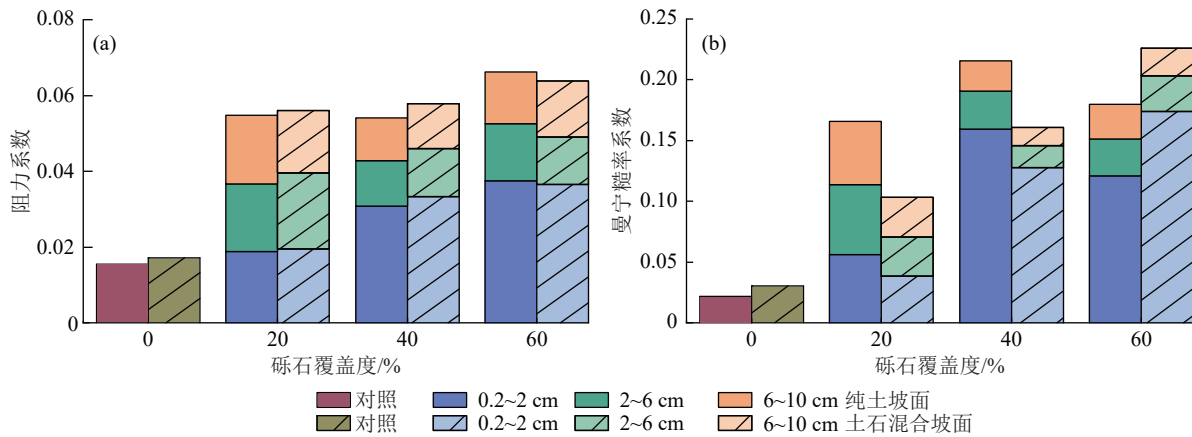 (a)
阻力系数
0.08
0.06
0.04
0.02
0
0 20 40 60
砾石覆盖度/%
(b)
曼宁糙率系数
0.25
0.20
0.15
0.10
0.05
0
0 20 40 60
砾石覆盖度/%
对照 0.2~2 cm 2~6 cm 6~10 cm 纯土坡面
对照 0.2~2 cm 2~6 cm 6~10 cm 土石混合坡面